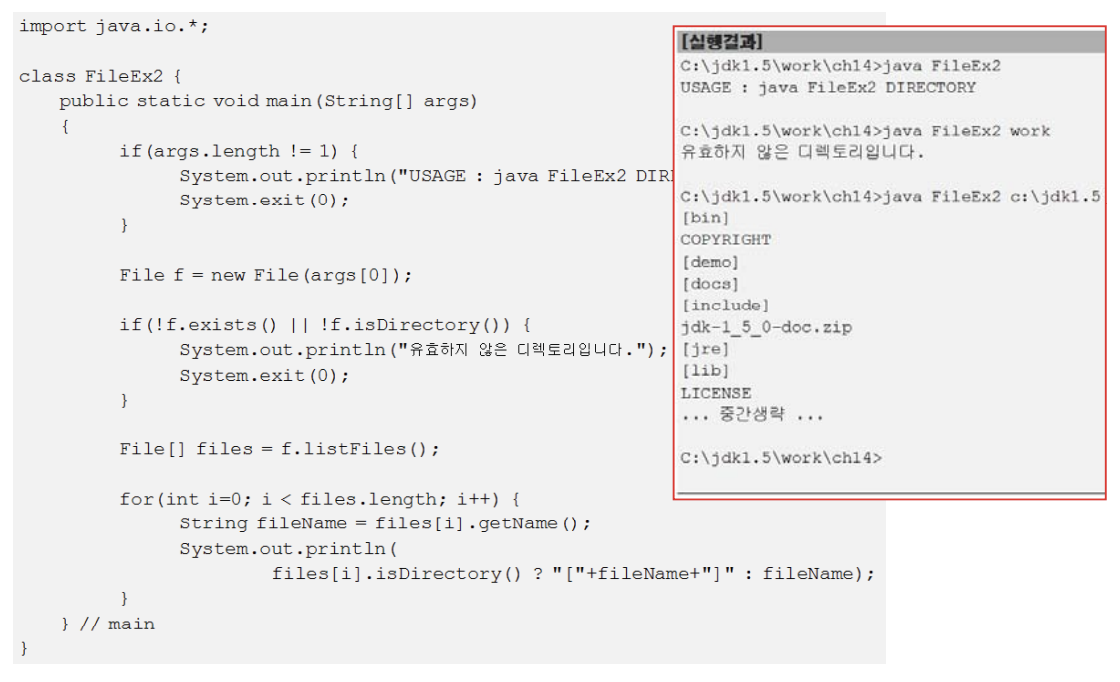 import java.io.*;
class FileEx2 {
public static void main(String[] args)
{
if(args.length != 1) {
System.out.println("USAGE : java FileEx2
System.exit(0);
}
File f = new File(args[0]);
if(!f.exists() || !f.isDirectory()) {
System.out.println("유효하지 않은 디렉토리입니다.");
System.exit(0);
}
File[] files = f.listFiles();
for(int i=0; i < files.length; i++) {
String fileName = files[i].getName();
System.out.println(
files[i].isDirectory() ? "["+fileName+"]" : fileName);
}
} // main
}
[실행결과]
C:\jdk1.5\work\ch14>java FileEx2
USAGE : java FileEx2 DIRECTORY
C:\jdk1.5\work\ch14>java FileEx2 work
유효하지 않은 디렉토리입니다.
C:\jdk1.5\work\ch14>java FileEx2 c:\jdk1.5
[bin]
COPYRIGHT
[demo]
[docs]
[include]
jdk-1_5_0-doc.zip
[jre]
[lib]
LICENSE
... 중간생략 ...
C:\jdk1.5\work\ch14>